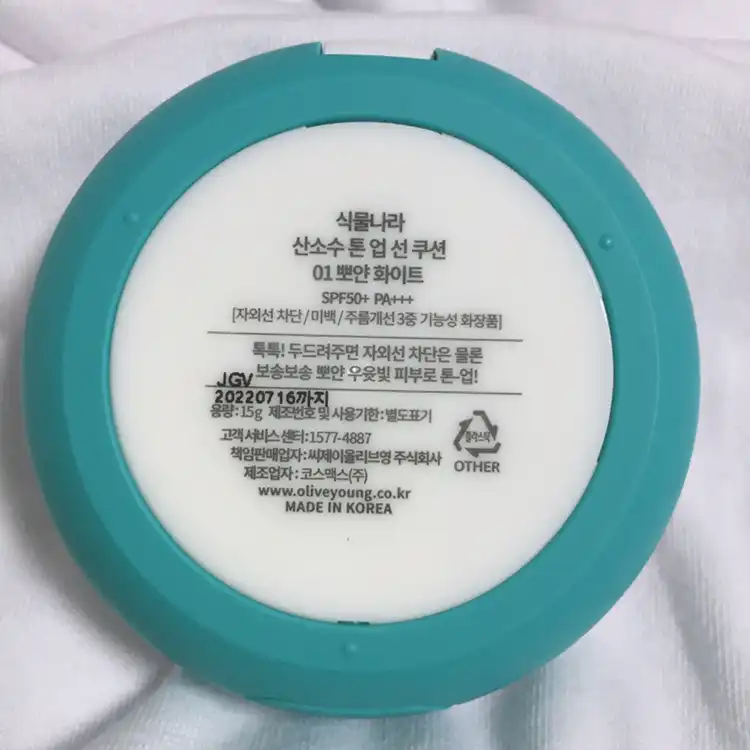 식물나라
산소수 톤 업 선 쿠션
01 뽀얀 화이트
SPF50+ PA+++
[자외선 차단/미백/주름개선 3중 기능성 화장품]
톡톡! 두드려주면 자외선 차단은 물론
보송보송 뽀얀 우윳빛 피부로 톤-업!
JGV
20220716까지
용량:15g 제조번호 및 사용기한:별도표기
고객 서비스 센터:1577-4887
책임판매업자:씨제이올리브영 주식회사
제조업자:코스맥스(주)
www.oliveyoung.co.kr
MADE IN KOREA
플라스틱
OTHER